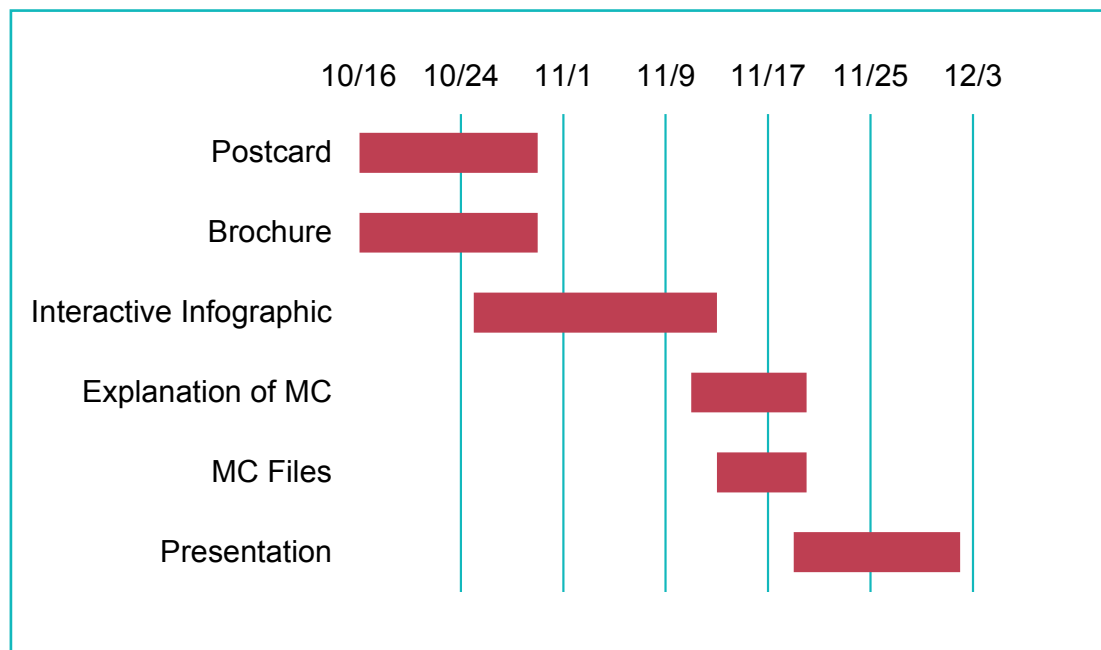 10/16 10/24 11/1 11/9 11/17 11/25 12/3
Postcard
Brochure
Interactive Infographic
Explanation of MC
MC Files
Presentation